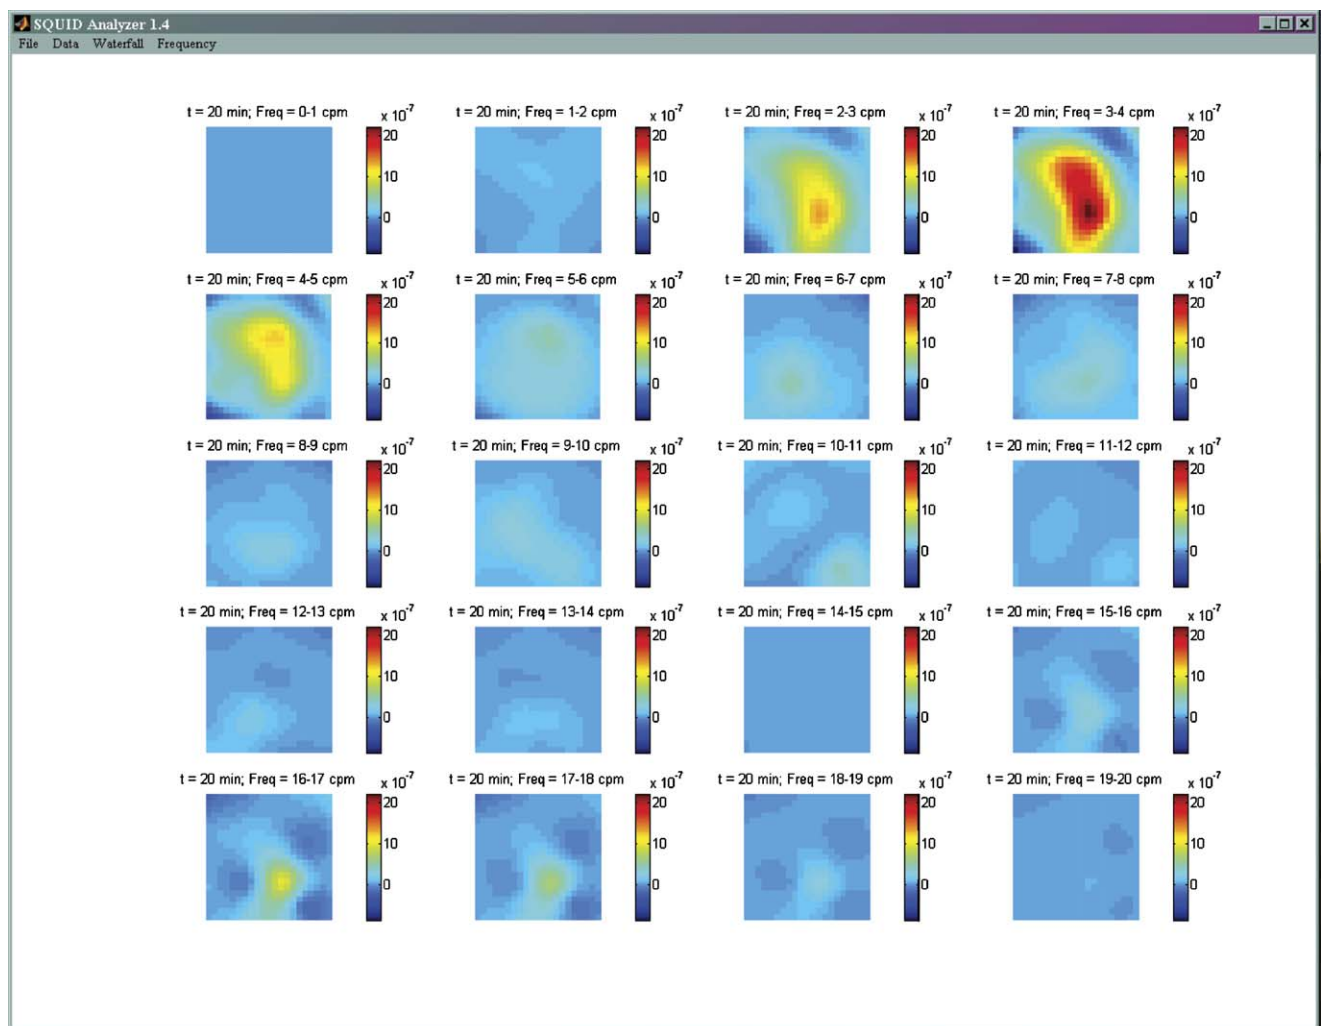 SQUID Analyzer 1.4
File Data Waterfall Frequency
t = 20 min; Freq = 0-1 cpm x 10-7 t = 20 min; Freq = 1-2 cpm x 10-7 t = 20 min; Freq = 2-3 cpm x 10-7 t = 20 min; Freq = 3-4 cpm x 10-7
20 20 20 20
10 10 10 10
0 0 0 0
t = 20 min; Freq = 4-5 cpm x 10-7 t = 20 min; Freq = 5-6 cpm x 10-7 t = 20 min; Freq = 6-7 cpm x 10-7 t = 20 min; Freq = 7-8 cpm x 10-7
20 20 20 20
10 10 10 10
0 0 0 0
t = 20 min; Freq = 8-9 cpm x 10-7 t = 20 min; Freq = 9-10 cpm x 10-7 t = 20 min; Freq = 10-11 cpm x 10-7 t = 20 min; Freq = 11-12 cpm x 10-7
20 20 20 20
10 10 10 10
0 0 0 0
t = 20 min; Freq = 12-13 cpm x 10-7 t = 20 min; Freq = 13-14 cpm x 10-7 t = 20 min; Freq = 14-15 cpm x 10-7 t = 20 min; Freq = 15-16 cpm x 10-7
20 20 20 20
10 10 10 10
0 0 0 0
t = 20 min; Freq = 16-17 cpm x 10-7 t = 20 min; Freq = 17-18 cpm x 10-7 t = 20 min; Freq = 18-19 cpm x 10-7 t = 20 min; Freq = 19-20 cpm x 10-7
20 20 20 20
10 10 10 10
0 0 0 0